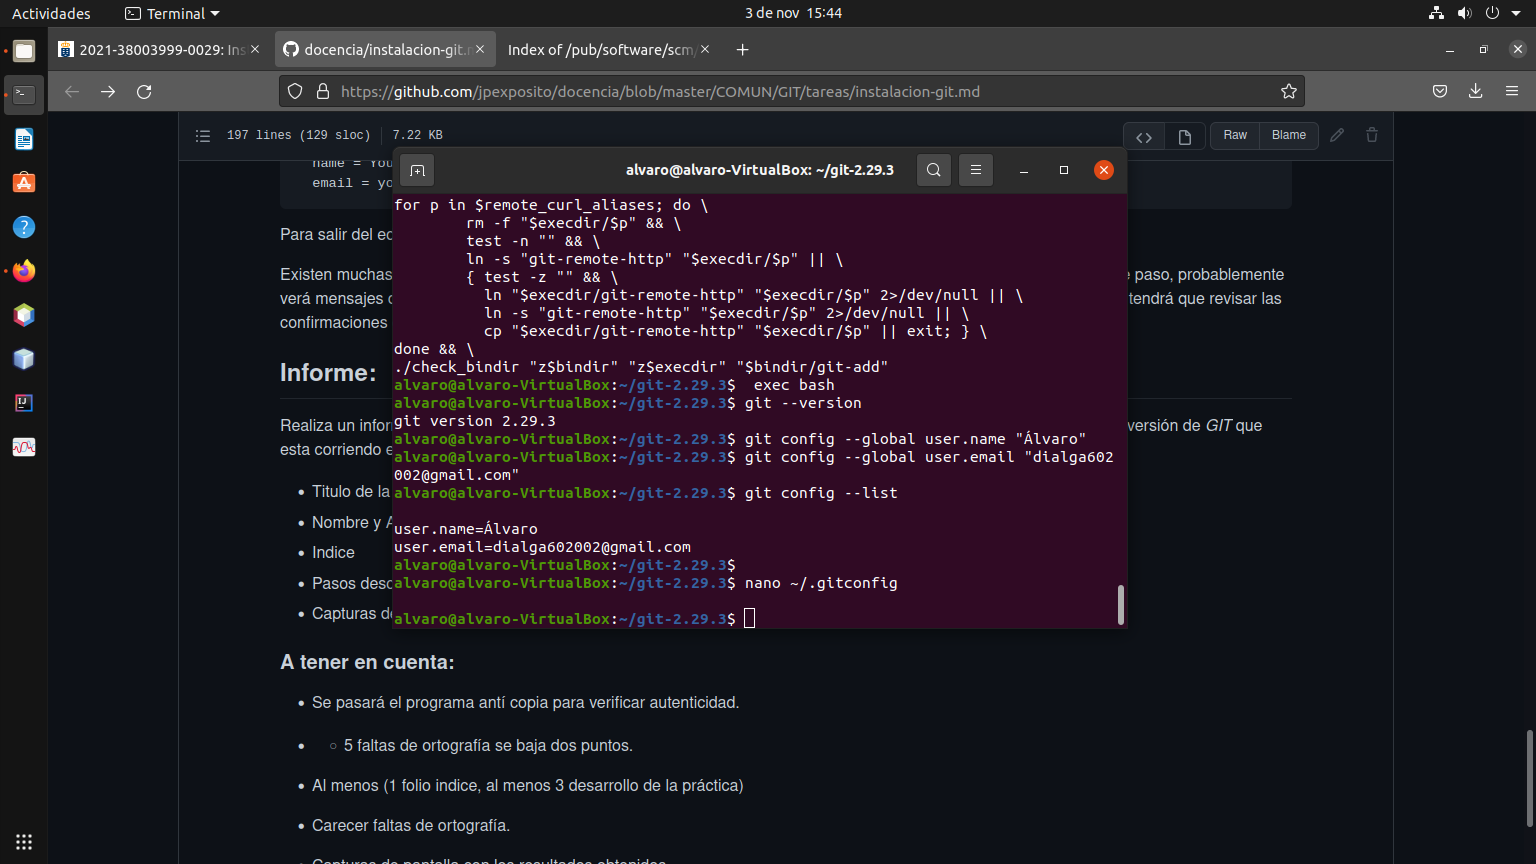 Actividades
Terminal
3 de nov 15:44
2021-38003999-0029: Ins
docencia/instalacion-git.m
Index of /pub/software/scm/
https://github.com/jpexposito/docencia/blob/master/COMUN/GIT/tareas/instalacion-git.md
197 lines (129 sloc)
7.22 KB
Raw
Blame
name = You
email = yo
Para salir del ed
Existen muchas
paso, probablemente
verá mensajes
tendrá que revisar las
confirmaciones
Informe:
Realiza un infor
versión de GIT que
esta corriendo e
Titulo de la
Nombre y A
Indice
Pasos desc
Capturas de
alvaro@alvaro-VirtualBox: ~/git-2.29.3
for p in $remote_curl_aliases; do \
rm -f "$execdir/$p" && \
test -n "" && \
ln -s "git-remote-http" "$execdir/$p" || \
{ test -z "" && \
ln "$execdir/git-remote-http" "$execdir/$p" 2>/dev/null || \
ln -s "git-remote-http" "$execdir/$p" 2>/dev/null || \
cp "$execdir/git-remote-http" "$execdir/$p" || exit; } \
done && \
./check_bindir "z$bindir" "z$execdir" "$bindir/git-add"
alvaro@alvaro-VirtualBox:~/git-2.29.3$  exec bash
alvaro@alvaro-VirtualBox:~/git-2.29.3$ git --version
git version 2.29.3
alvaro@alvaro-VirtualBox:~/git-2.29.3$ git config --global user.name "Álvaro"
alvaro@alvaro-VirtualBox:~/git-2.29.3$ git config --global user.email "dialga602
002@gmail.com"
alvaro@alvaro-VirtualBox:~/git-2.29.3$ git config --list
user.name=Álvaro
user.email=dialga602002@gmail.com
alvaro@alvaro-VirtualBox:~/git-2.29.3$
alvaro@alvaro-VirtualBox:~/git-2.29.3$ nano ~/.gitconfig
alvaro@alvaro-VirtualBox:~/git-2.29.3$
A tener en cuenta:
Se pasará el programa antí copia para verificar autenticidad.
5 faltas de ortografía se baja dos puntos.
Al menos (1 folio indice, al menos 3 desarrollo de la práctica)
Carecer faltas de ortografía.
Capturas de pantalla con los resultados obtenidos